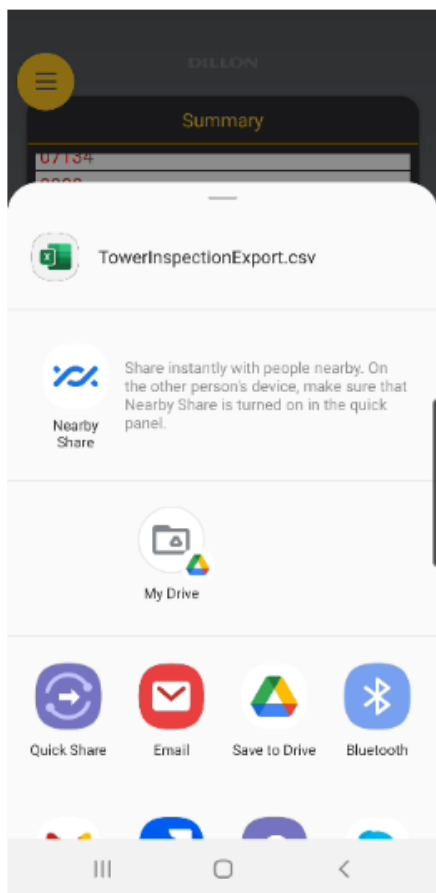 DILLON
Summary
07134
TowerInspectionExport.csv
Share instantly with people nearby. On
the other person's device, make sure that
Nearby Share is turned on in the quick
panel.
Nearby
Share
My Drive
Quick Share
Email
Save to Drive
Bluetooth